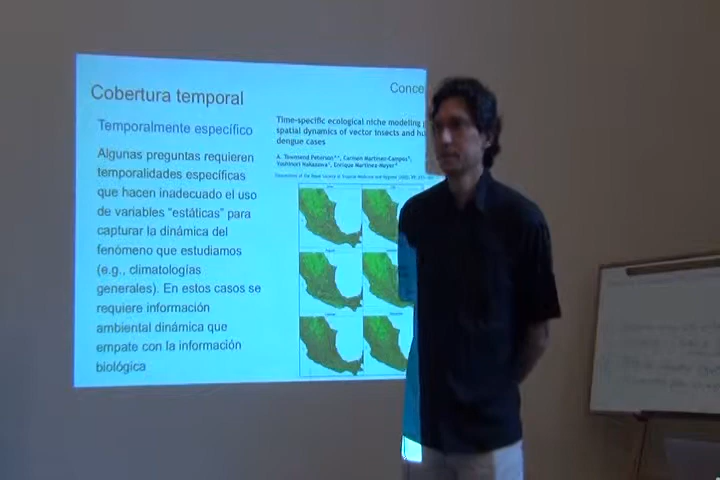 Cobertura temporal
Conce
Temporalmente específico
Algunas preguntas requieren
temporalidades específicas
que hacen inadecuado el uso
de variables "estáticas" para
capturar la dinámica del
fenómeno que estudiamos
(e.g., climatologías
generales). En estos casos se
requiere información
ambiental dinámica que
empate con la información
biológica
Time-specific ecological niche modeling
spatial dynamics of vector insects and hu
dengue cases
A. Townsend Peterson, Carmen Martínez-Campos,
Yoshinori Nakazawa, Enrique Martínez-Meyer